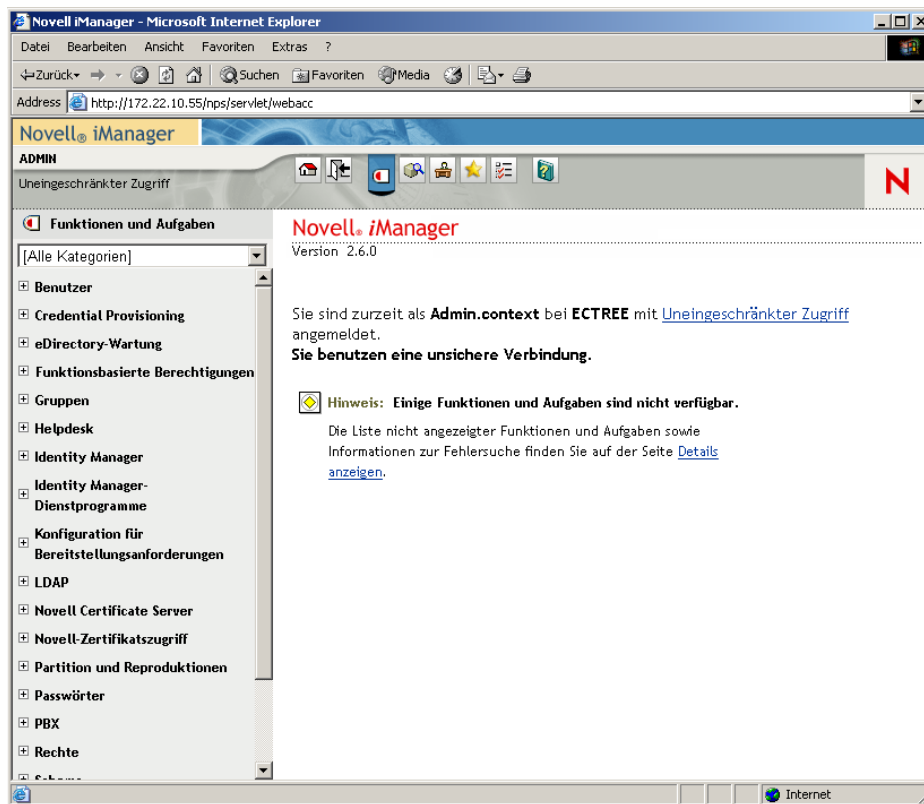 Novell iManager - Microsoft Internet Explorer
Datei Bearbeiten Ansicht Favoriten Extras ?
Zurück Suchen Favoriten Media
Address http://172.22.10.55/nps/servlet/webacc
Novell® iManager
ADMIN
Uneingeschränkter Zugriff
N
Funktionen und Aufgaben
[Alle Kategorien]
Benutzer
Credential Provisioning
eDirectory-Wartung
Funktionsbasierte Berechtigungen
Gruppen
Helpdesk
Identity Manager
Identity Manager-
Dienstprogramme
Konfiguration für
Bereitstellungsanforderungen
LDAP
Novell Certificate Server
Novell-Zertifikatszugriff
Partition und Reproduktionen
Passwörter
PBX
Rechte
Novell® iManager
Version 2.6.0
Sie sind zurzeit als Admin.context bei ECTREE mit Uneingeschränkter Zugriff
angemeldet.
Sie benutzen eine unsichere Verbindung.
Hinweis: Einige Funktionen und Aufgaben sind nicht verfügbar.
Die Liste nicht angezeigter Funktionen und Aufgaben sowie
Informationen zur Fehlersuche finden Sie auf der Seite Details
anzeigen.
Internet